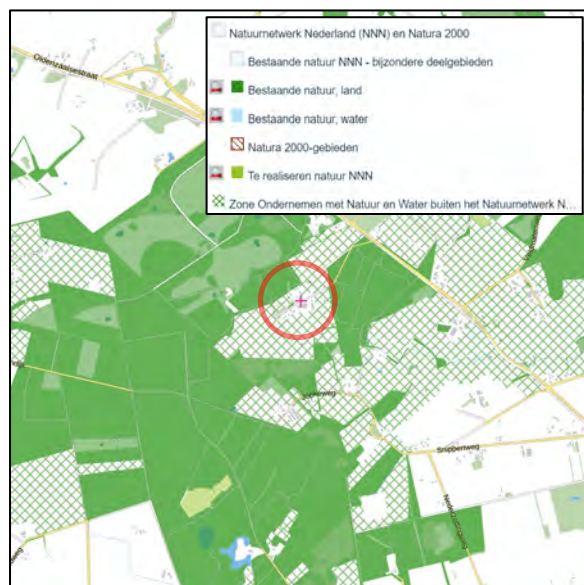 Natuurnetwerk Nederland (NNN) en Natura 2000
Bestaande natuur NNN - bijzondere deelgebieden
Bestaande natuur, land
Bestaande natuur, water
Natura 2000-gebieden
Te realiseren natuur NNN
Zone Ondernemen met Natuur en Water buiten het Natuurnetwerk N...
Oldenzaalsestraat
Snippertweg